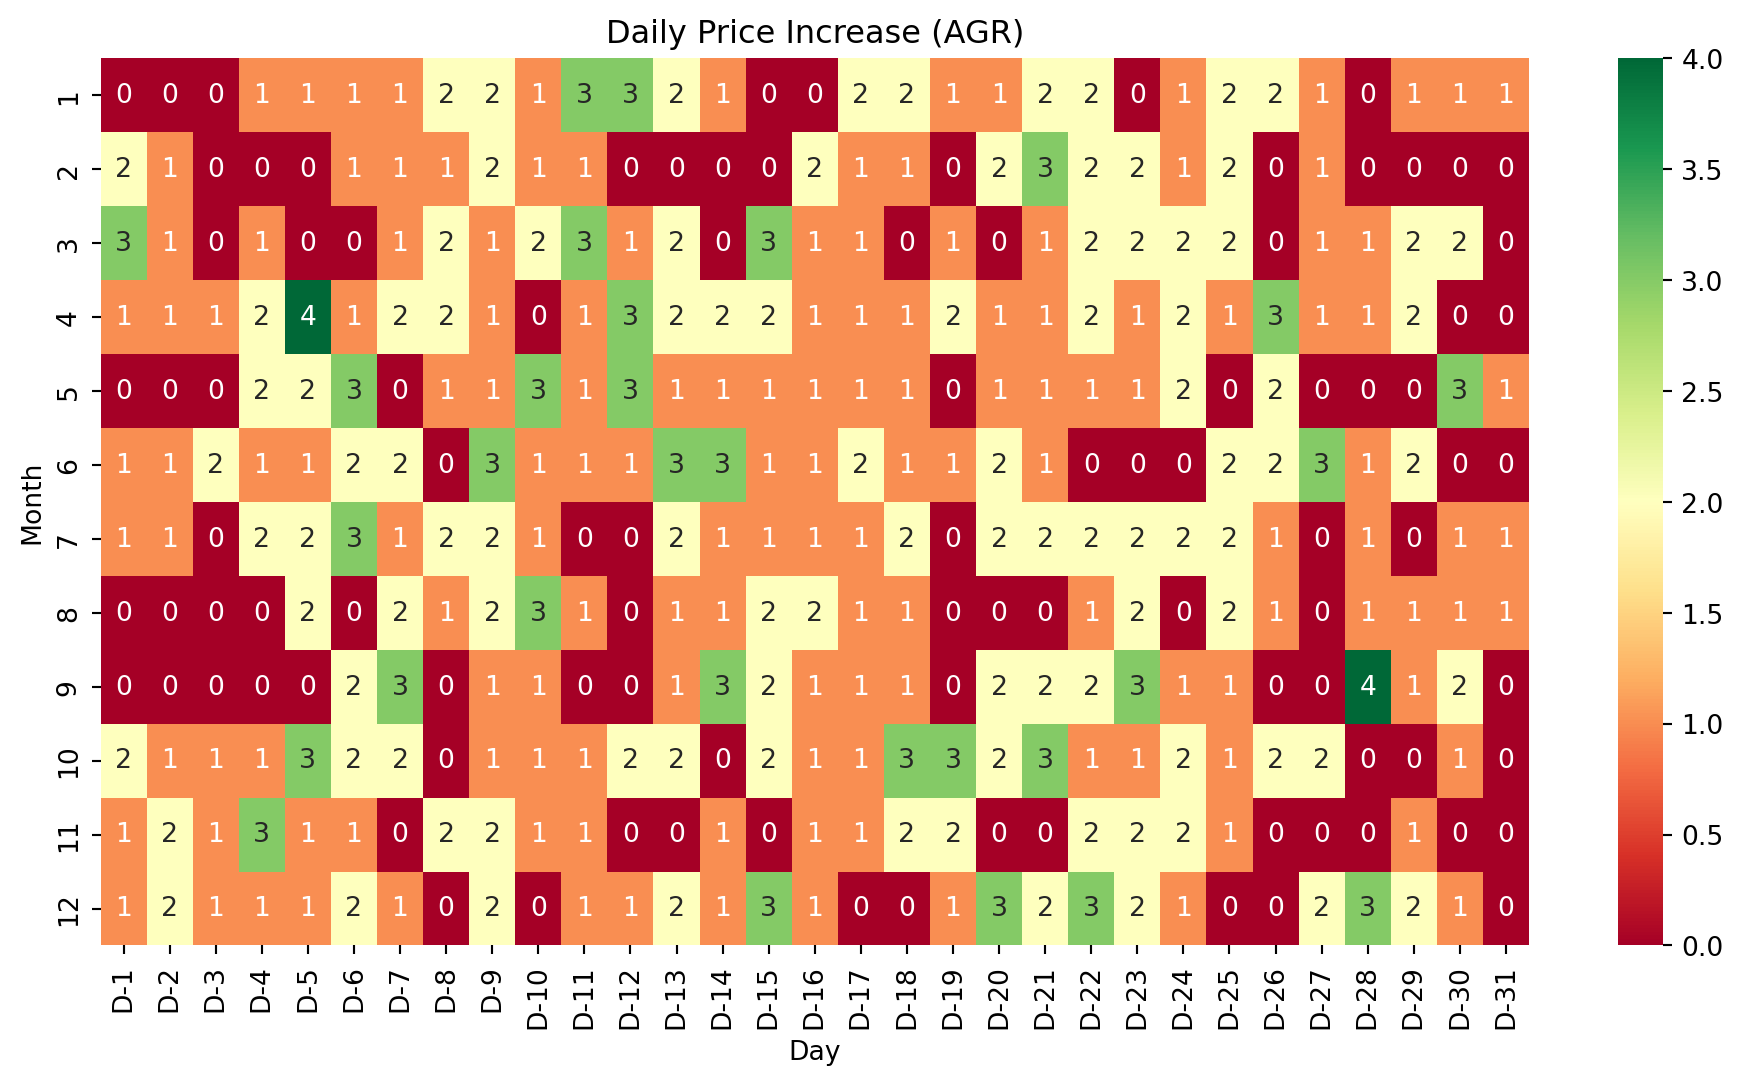 Daily Price Increase (AGR)
1 0 0 0 1 1 1 1 2 2 1 3 3 2 1 0 0 2 2 1 1 2 2 0 1 2 2 1 0 1 1 1
2 2 1 0 0 0 1 1 1 2 1 1 0 0 0 0 2 1 1 0 2 3 2 2 1 2 0 1 0 0 0 0
3 3 1 0 1 0 0 1 2 1 2 3 1 2 0 3 1 1 0 1 0 1 2 2 2 2 0 1 1 2 2 0
4 1 1 1 2 4 1 2 2 1 0 1 3 2 2 2 1 1 1 2 1 1 2 1 2 1 3 1 1 2 0 0
5 0 0 0 2 2 3 0 1 1 3 1 3 1 1 1 1 1 1 0 1 1 1 1 2 0 2 0 0 0 3 1
6 1 1 2 1 1 2 2 0 3 1 1 1 3 3 1 1 2 1 1 2 1 0 0 0 2 2 3 1 2 0 0
7 1 1 0 2 2 3 1 2 2 1 0 0 2 1 1 1 1 2 0 2 2 2 2 2 2 1 0 1 0 1 1
8 0 0 0 0 2 0 2 1 2 3 1 0 1 1 2 2 1 1 0 0 0 1 2 0 2 1 0 1 1 1 1
9 0 0 0 0 0 2 3 0 1 1 0 0 1 3 2 1 1 1 0 2 2 2 3 1 1 0 0 4 1 2 0
10 2 1 1 1 3 2 2 0 1 1 1 2 2 0 2 1 1 3 3 2 3 1 1 2 1 2 2 0 0 1 0
11 1 2 1 3 1 1 0 2 2 1 1 0 0 1 0 1 1 2 2 0 0 2 2 2 1 0 0 0 1 0 0
12 1 2 1 1 1 2 1 0 2 0 1 1 2 1 3 1 0 0 1 3 2 3 2 1 0 0 2 3 2 1 0
Month
D-1 D-2 D-3 D-4 D-5 D-6 D-7 D-8 D-9 D-10 D-11 D-12 D-13 D-14 D-15 D-16 D-17 D-18 D-19 D-20 D-21 D-22 D-23 D-24 D-25 D-26 D-27 D-28 D-29 D-30 D-31
Day
4.0
3.5
3.0
2.5
2.0
1.5
1.0
0.5
0.0